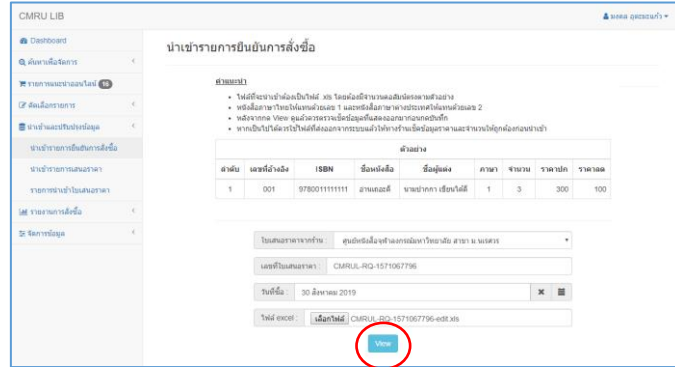 CMRU LIB
มงคล อุดชะยะแก้ว
Dashboard
ค้นหาเพื่อจัดการ
รายการแนะนำออนไลน์ 16
คัดเลือกรายการ
นำเข้าและปรับปรุงข้อมูล
นำเข้ารายการยืนยันการสั่งซื้อ
นำเข้ารายการเสนอราคา
รายการนำเข้าใบเสนอราคา
รายงานการสั่งซื้อ
จัดการข้อมูล
นำเข้ารายการยืนยันการสั่งซื้อ
คำแนะนำ
ไฟล์ที่จะนำเข้าต้องเป็นไฟล์ .xls โดยต้องมีจำนวนคอลัมน์ตรงตามตัวอย่าง
หนังสือภาษาไทยให้แทนด้วยเลข 1 และหนังสือภาษาต่างประเทศให้แทนด้วยเลข 2
หลังจากกด View ดูแล้วตรวจเช็คข้อมูลที่แสดงออกมาก่อนกดบันทึก
หากเป็นไปได้ควรใช้ไฟล์ที่ส่งออกจากระบบแล้วให้ทางร้านเช็คข้อมูลราคาและจำนวนให้ถูกต้องก่อนนำเข้า
ตัวอย่าง
ลำดับ เลขที่อ้างอิง ISBN ชื่อหนังสือ ชื่อผู้แต่ง ภาษา จำนวน ราคาปก ราคาลด
1 001 9780011111111 อ่านเถอะดี นายปากกา เขียนได้ดี 1 3 300 100
ใบเสนอราคาจากร้าน : ศูนย์หนังสือจุฬาลงกรณ์มหาวิทยาลัย สาขา ม.นเรศวร
เลขที่ใบเสนอราคา : CMRUL-RQ-1571067796
วันที่ซื้อ : 30 สิงหาคม 2019
ไฟล์ excel : เลือกไฟล์ CMRUL-RQ-1571067796-edit.xls
View